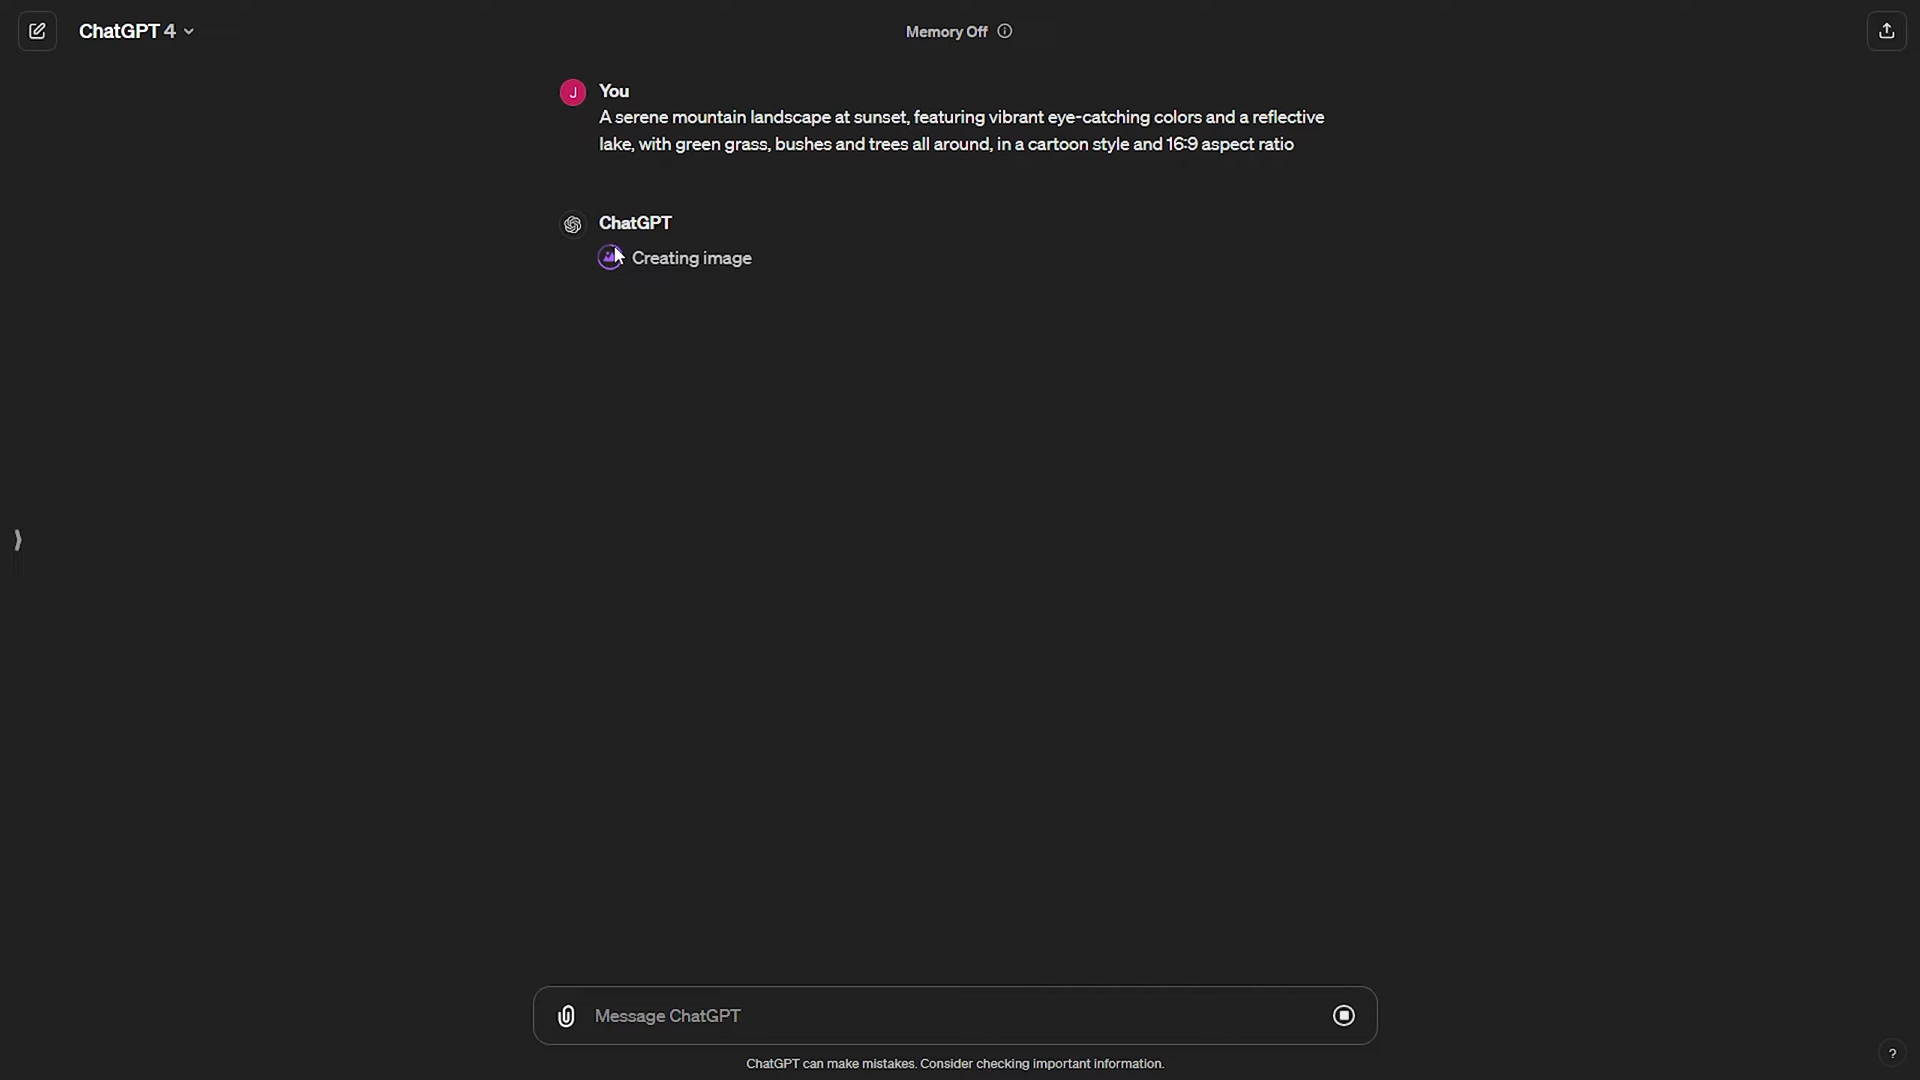 ChatGPT 4
Memory Off
J
You
A serene mountain landscape at sunset, featuring vibrant eye-catching colors and a reflective
lake, with green grass, bushes and trees all around, in a cartoon style and 16:9 aspect ratio
ChatGPT
Creating image
Message ChatGPT
ChatGPT can make mistakes. Consider checking important information.
?